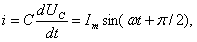 i = C dU_C/dt = I_m sin( ωt + π/2),